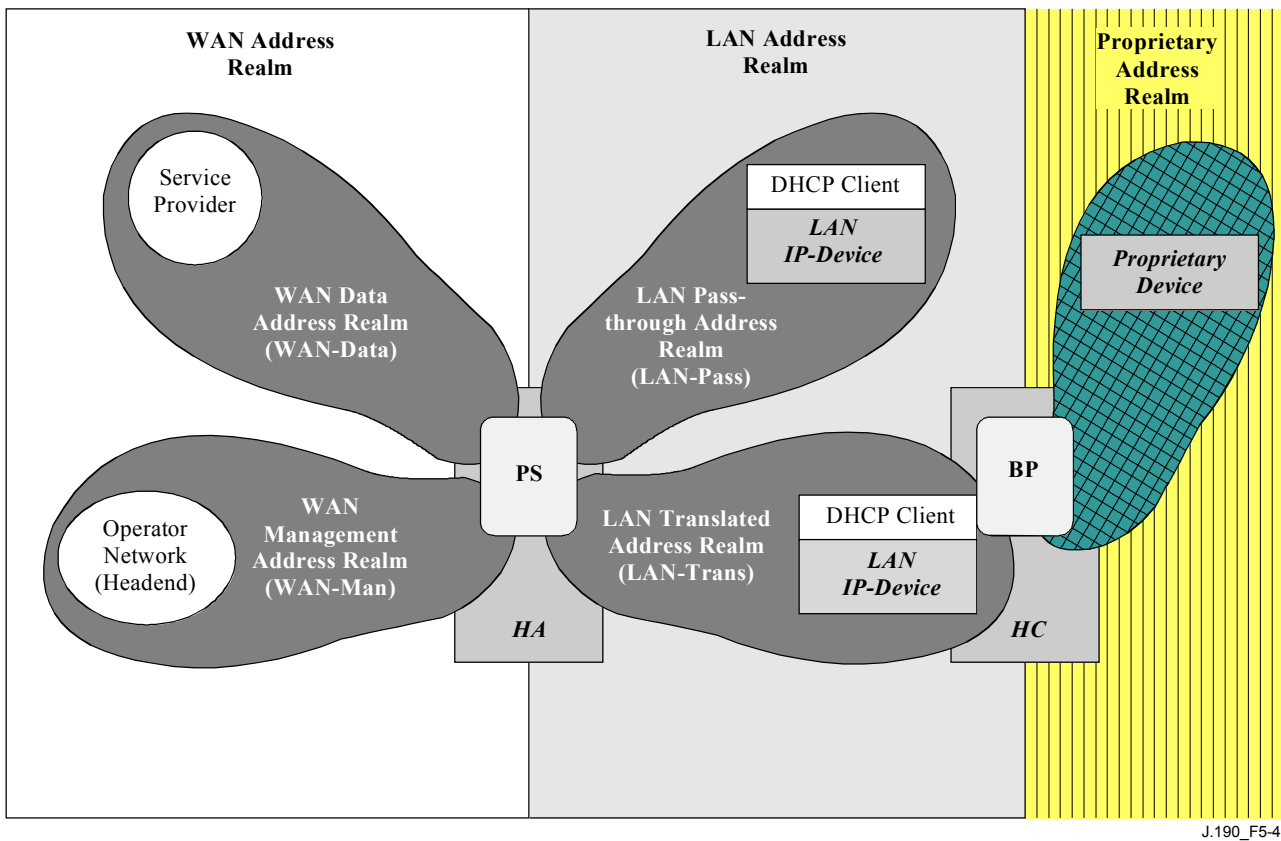 WAN Address
Realm
LAN Address
Realm
Proprietary
Address
Realm
Service
Provider
DHCP Client
LAN
IP-Device
Proprietary
Device
WAN Data
Address Realm
(WAN-Data)
LAN Pass-
through Address
Realm
(LAN-Pass)
PS
BP
Operator
Network
(Headend)
WAN
Management
Address Realm
(WAN-Man)
LAN Translated
Address Realm
(LAN-Trans)
DHCP Client
LAN
IP-Device
HA
HC
J.190_F5-4